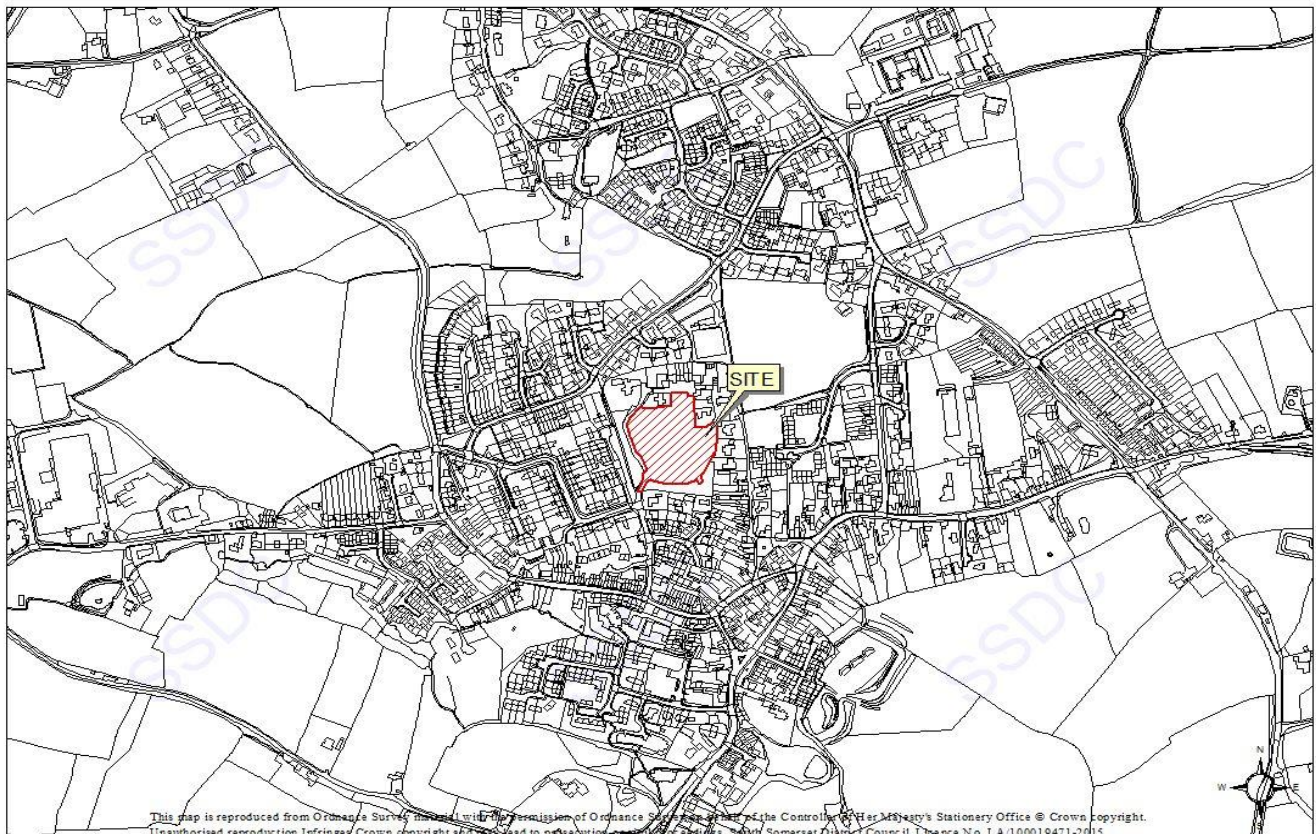 SSDC
SSDC
SSDC
SITE
SSDC
SSDC
SSDC
N
W E
This map is reproduced from Ordnance Survey material with the permission of Ordnance Survey on behalf of the Controller of Her Majesty's Stationery Office © Crown copyright.
Unauthorised reproduction Infringes Crown copyright and may lead to prosecution or civil proceedings. South Somerset District Council, Licence No. LA/100019471-2015